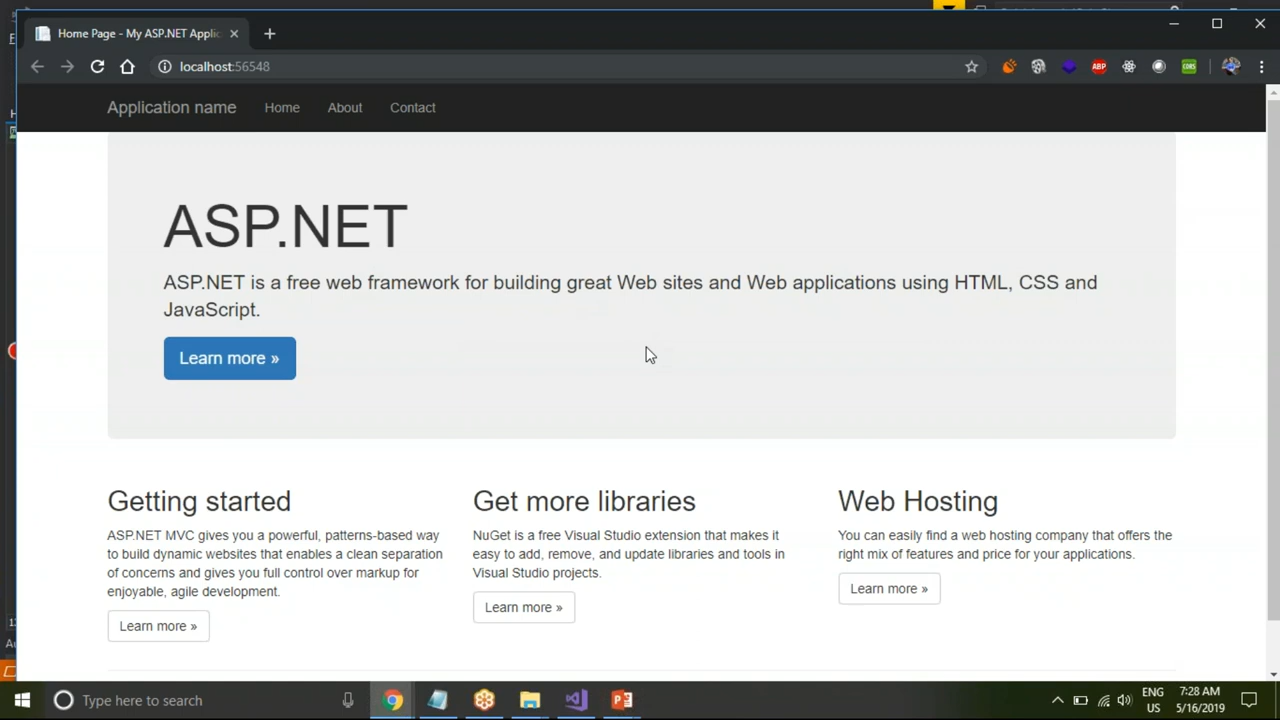 Home Page - My ASP.NET Applic
localhost:56548
ABP
CORS
Application name
Home
About
Contact
ASP.NET
ASP.NET is a free web framework for building great Web sites and Web applications using HTML, CSS and
JavaScript.
Learn more »
Getting started
ASP.NET MVC gives you a powerful, patterns-based way
to build dynamic websites that enables a clean separation
of concerns and gives you full control over markup for
enjoyable, agile development.
Learn more »
Get more libraries
NuGet is a free Visual Studio extension that makes it
easy to add, remove, and update libraries and tools in
Visual Studio projects.
Learn more »
Web Hosting
You can easily find a web hosting company that offers the
right mix of features and price for your applications.
Learn more »
Type here to search
ENG
US
7:28 AM
5/16/2019